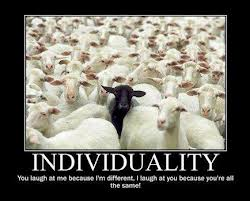 INDIVIDUALITY
You laugh at me because I'm different, I laugh at you because you're all
the same!